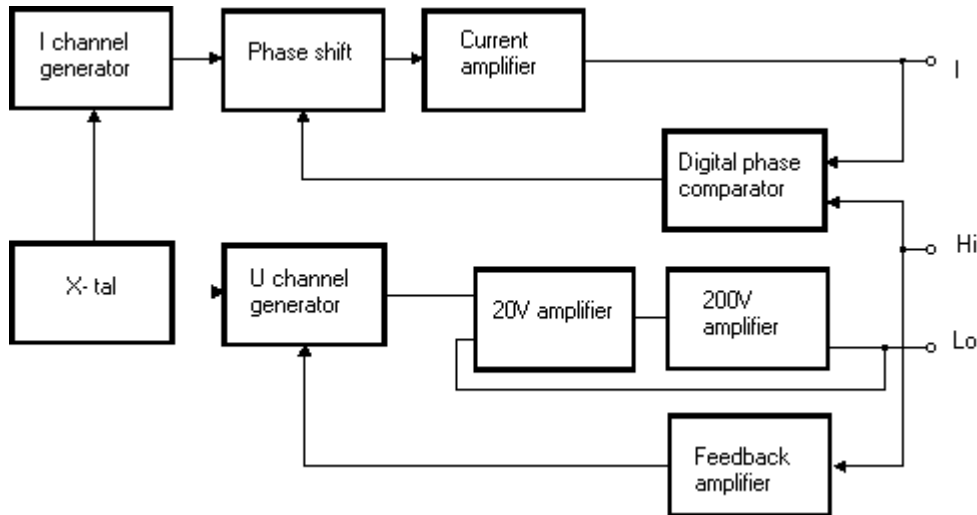 I channel
generator
Phase shift
Current
amplifier
I
Digital phase
comparator
X- tal
U channel
generator
20V amplifier
200V
amplifier
Hi
Lo
Feedback
amplifier